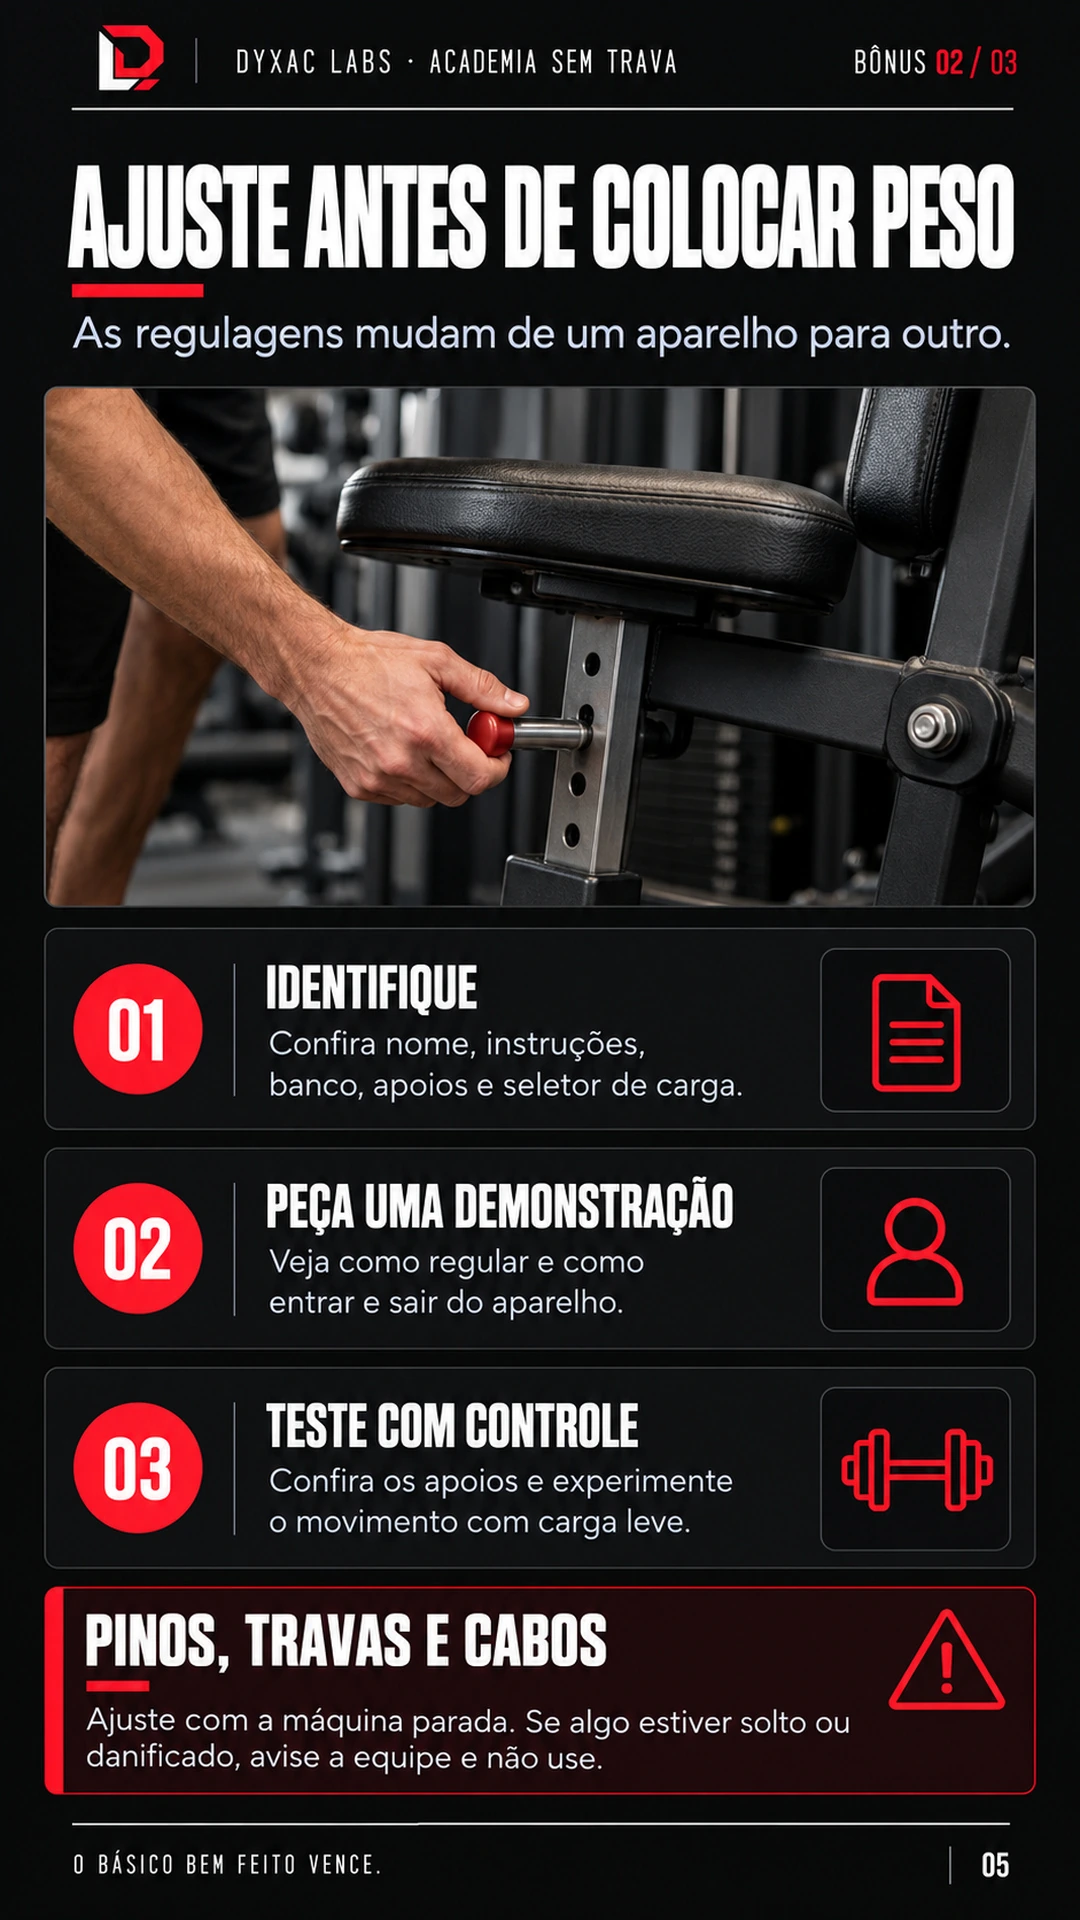 DYXAC LABS · ACADEMIA SEM TRAVA
BÔNUS 02 / 03
AJUSTE ANTES DE COLOCAR PESO
As regulagens mudam de um aparelho para outro.
01
IDENTIFIQUE
Confira nome, instruções,
banco, apoios e seletor de carga.
02
PEÇA UMA DEMONSTRAÇÃO
Veja como regular e como
entrar e sair do aparelho.
03
TESTE COM CONTROLE
Confira os apoios e experimente
o movimento com carga leve.
PINOS, TRAVAS E CABOS
Ajuste com a máquina parada. Se algo estiver solto ou
danificado, avise a equipe e não use.
O BÁSICO BEM FEITO VENCE.
05